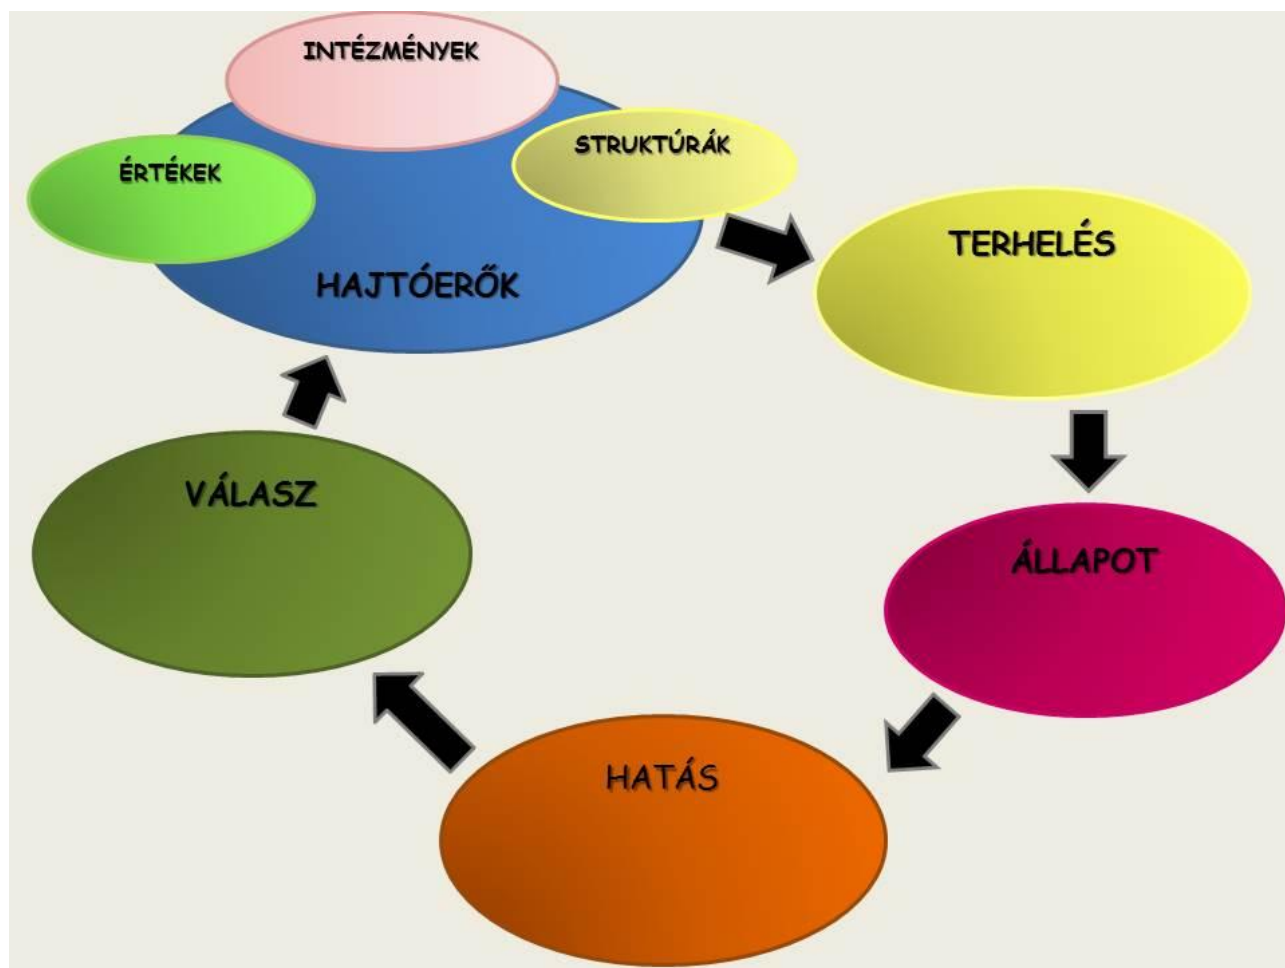 INTÉZMÉNYEK
STRUKTÚRÁK
ÉRTÉKEK
HAJTÓERŐK
TERHELÉS
VÁLASZ
ÁLLAPOT
HATÁS